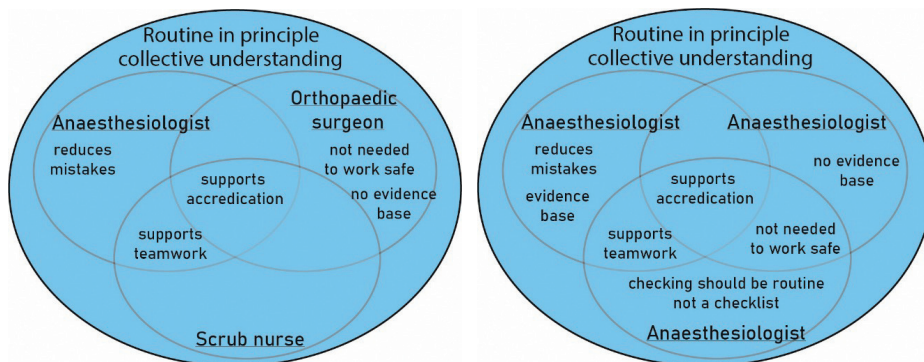 Routine in principle
collective understanding
Anaesthesiologist
Orthopaedic
surgeon
reduces
mistakes
not needed
to work safe
no evidence
base
supports
accredication
supports
teamwork
Scrub nurse
Routine in principle
collective understanding
Anaesthesiologist
Anaesthesiologist
reduces
mistakes
evidence
base
no evidence
base
supports
accredication
supports
teamwork
not needed
to work safe
checking should be routine
not a checklist
Anaesthesiologist